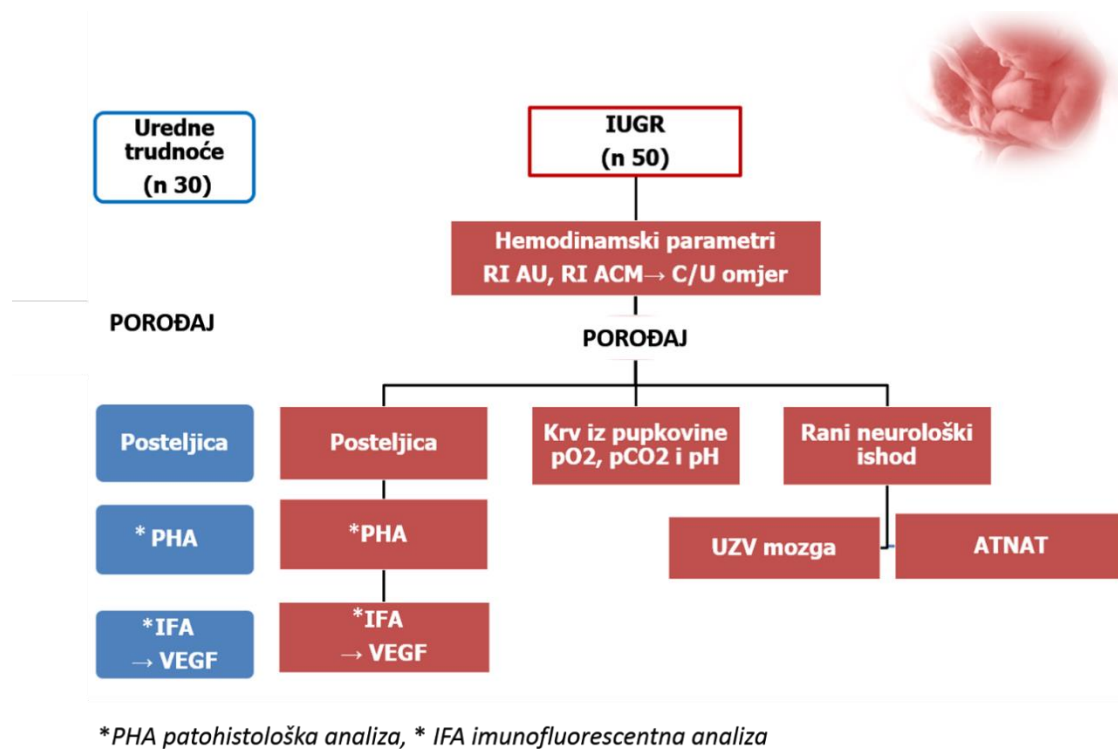 Uredne
trudnoće
(n 30)
IUGR
(n 50)
Hemodinamski parametri
RI AU, RI ACM→ C/U omjer
POROĐAJ
POROĐAJ
Posteljica
Posteljica
Krv iz pupkovine
pO2, pCO2 i pH
Rani neurološki
ishod
* PHA
*PHA
UZV mozga
ATNAT
*IFA
→ VEGF
*IFA
→ VEGF
*PHA patohistološka analiza, * IFA imunofluorescentna analiza